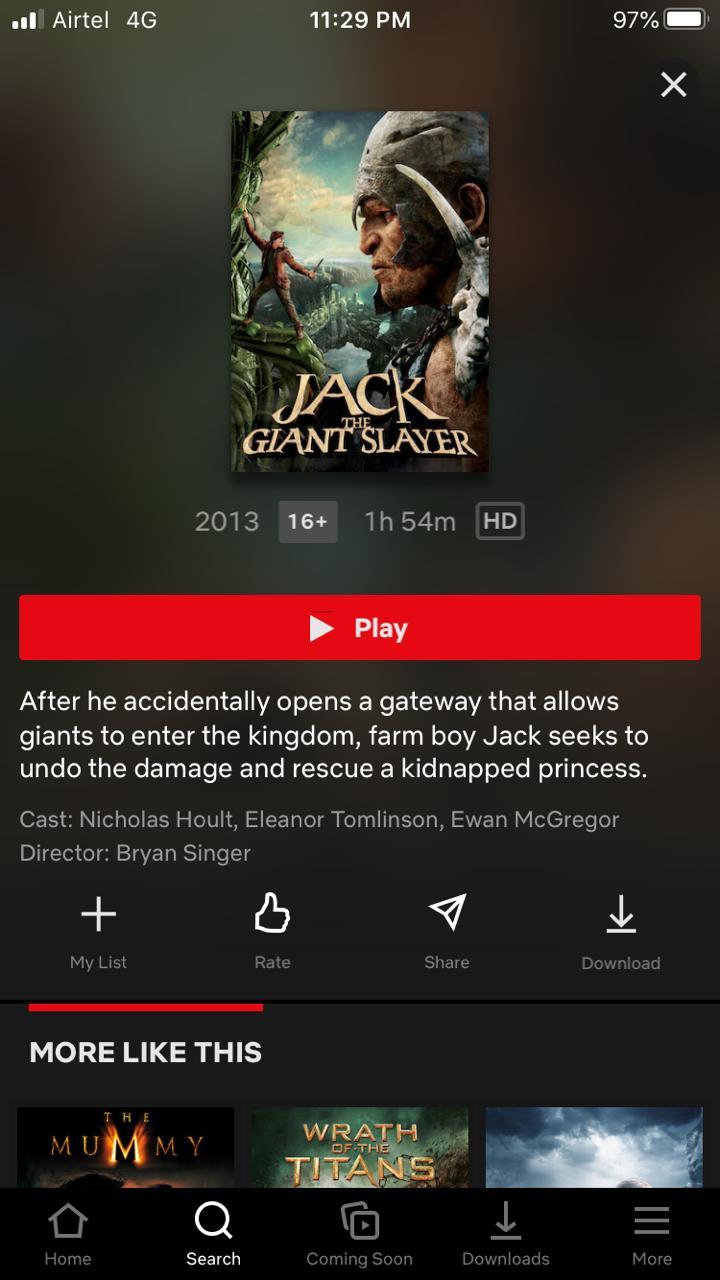 Airtel 4G 11:29 PM 97%
JACK
THE
GIANT SLAYER
2013 16+ 1h 54m HD
Play
After he accidentally opens a gateway that allows
giants to enter the kingdom, farm boy Jack seeks to
undo the damage and rescue a kidnapped princess.
Cast: Nicholas Hoult, Eleanor Tomlinson, Ewan McGregor
Director: Bryan Singer
My List Rate Share Download
MORE LIKE THIS
THE
MUMMY
WRATH
OF THE
TITANS
Home Search Coming Soon Downloads More